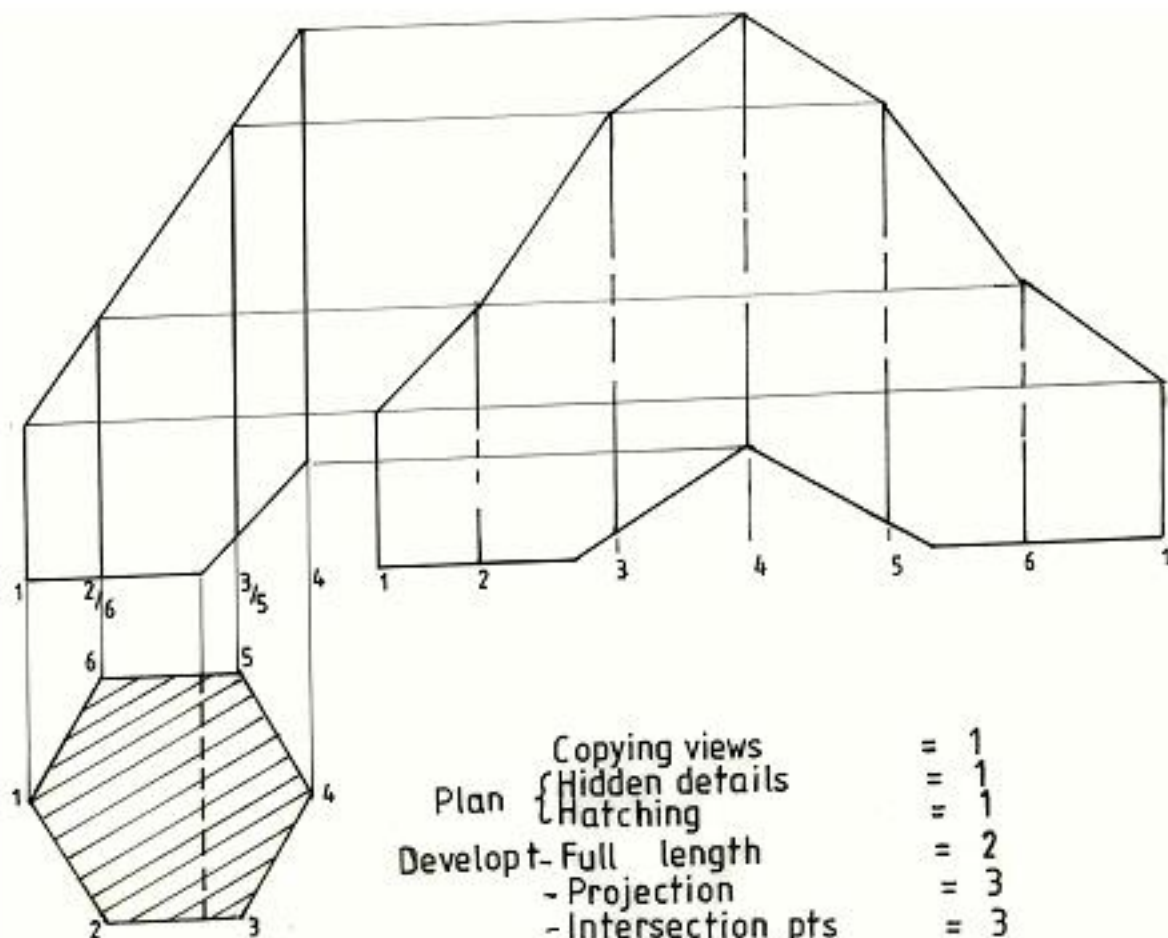 1 2/6 3/5 4 1 2 3 4 5 6 1
6 5
1 4
2 3
Copying views = 1
Plan { Hidden details = 1
Hatching = 1
Develop t - Full length = 2
- Projection = 3
- Intersection pts = 3